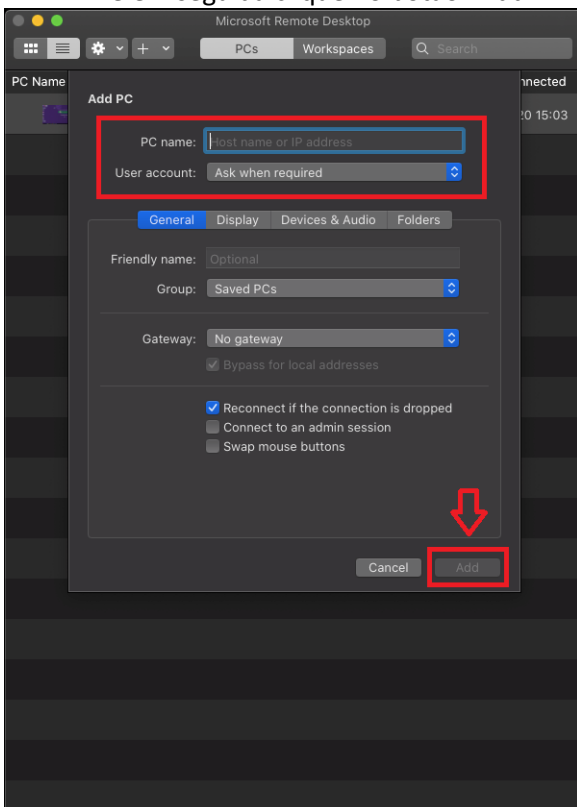 Microsoft Remote Desktop
PCs Workspaces Search
PC Name
Add PC
20 15:03
PC name: Host name or IP address
User account: Ask when required
General Display Devices & Audio Folders
Friendly name: Optional
Group: Saved PCs
Gateway: No gateway
Bypass for local addresses
Reconnect if the connection is dropped
Connect to an admin session
Swap mouse buttons
Cancel Add